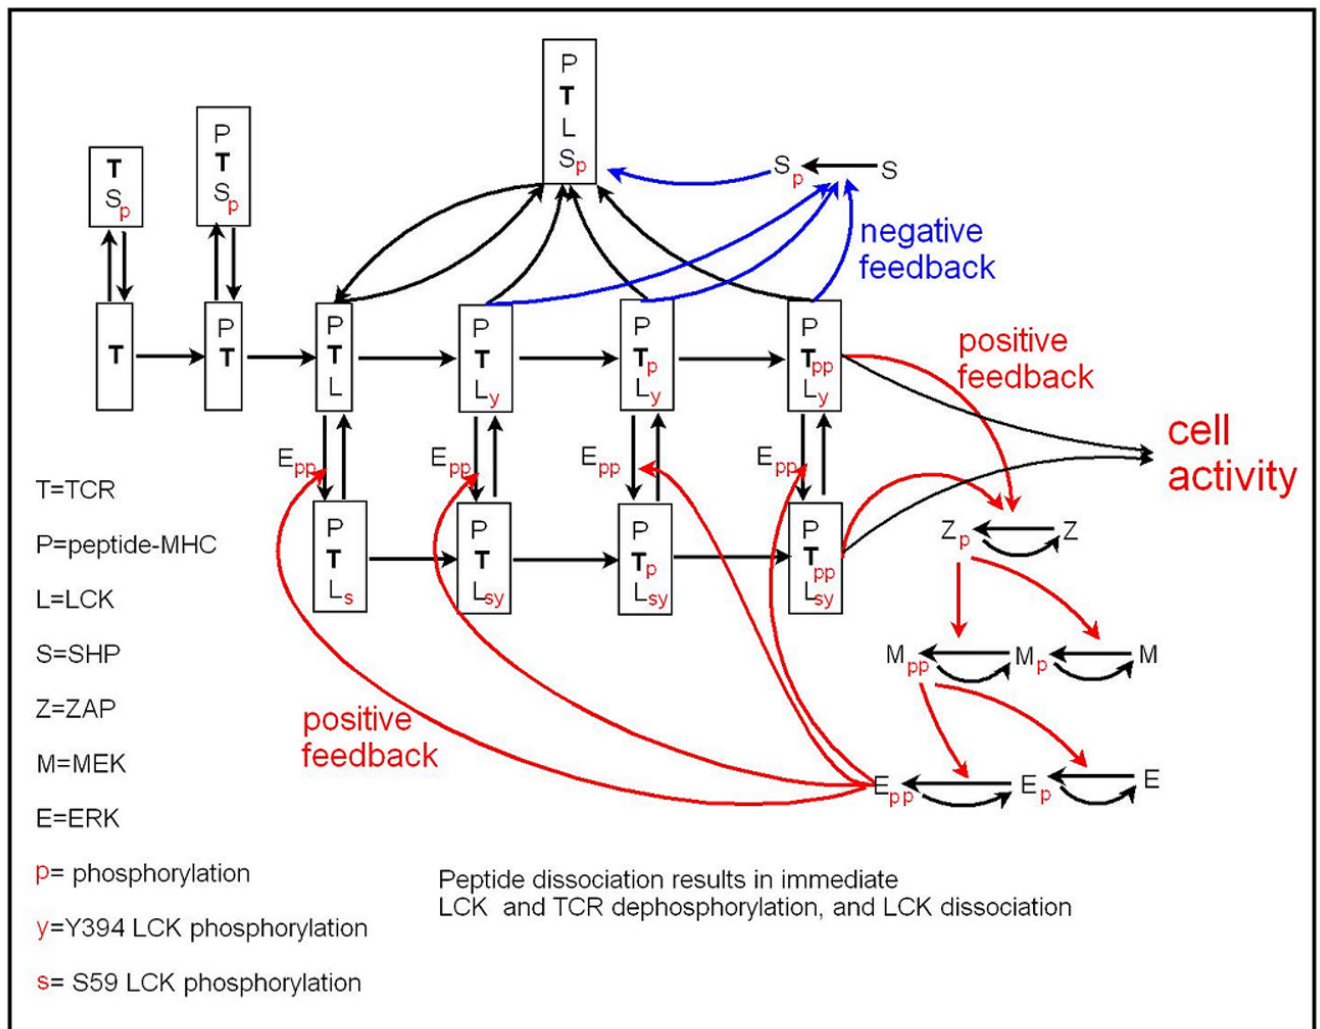 P
T
L
Sp
P
T
Sp
T
Sp
Sp
S
negative
feedback
T
P
T
P
T
L
P
T
Ly
P
Tp
Ly
P
Tpp
Ly
positive
feedback
cell
activity
Epp
Epp
Epp
Epp
P
T
Ls
P
T
Lsy
P
Tp
Lsy
P
Tpp
Lsy
Zp
Z
Mpp
Mp
M
Epp
Ep
E
positive
feedback
T=TCR
P=peptide-MHC
L=LCK
S=SHP
Z=ZAP
M=MEK
E=ERK
p= phosphorylation
y=Y394 LCK phosphorylation
s= S59 LCK phosphorylation
Peptide dissociation results in immediate
LCK and TCR dephosphorylation, and LCK dissociation